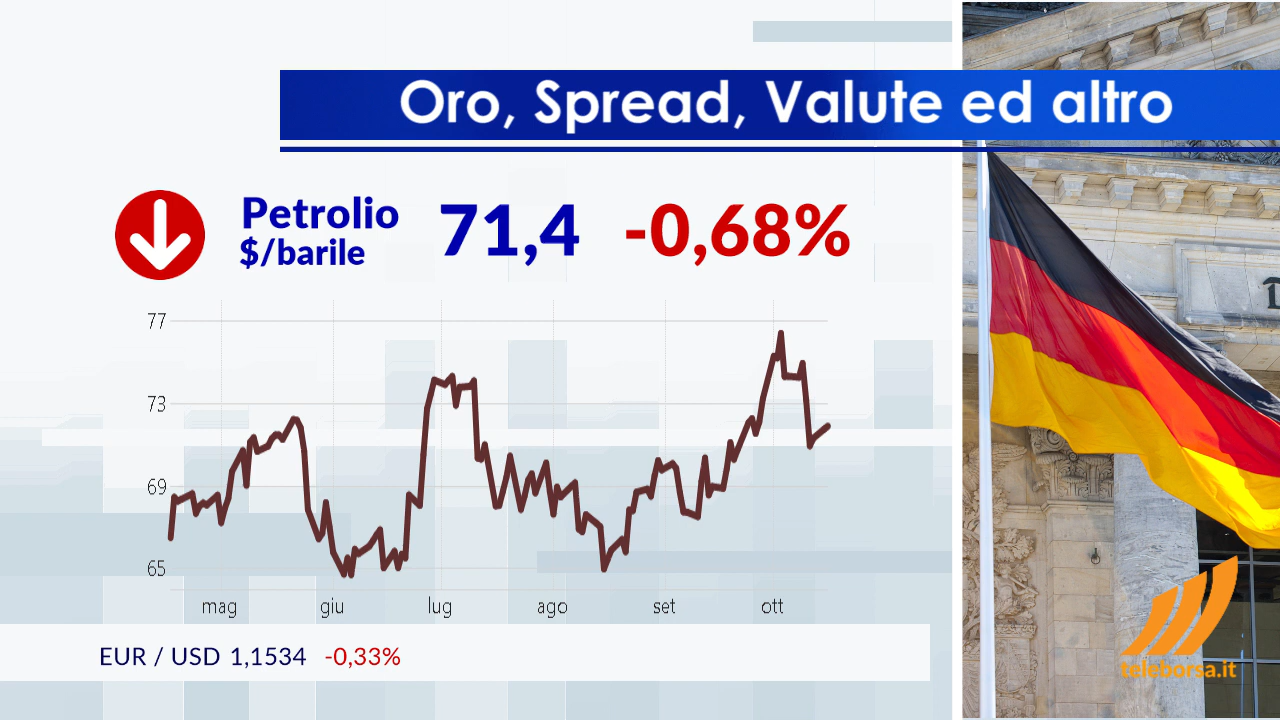 Oro, Spread, Valute ed altro
Petrolio 71,4 -0,68%
$/barile
77
73
69
65
mag giu lug ago set ott
EUR / USD 1,1534 -0,33%
teleborsa.it